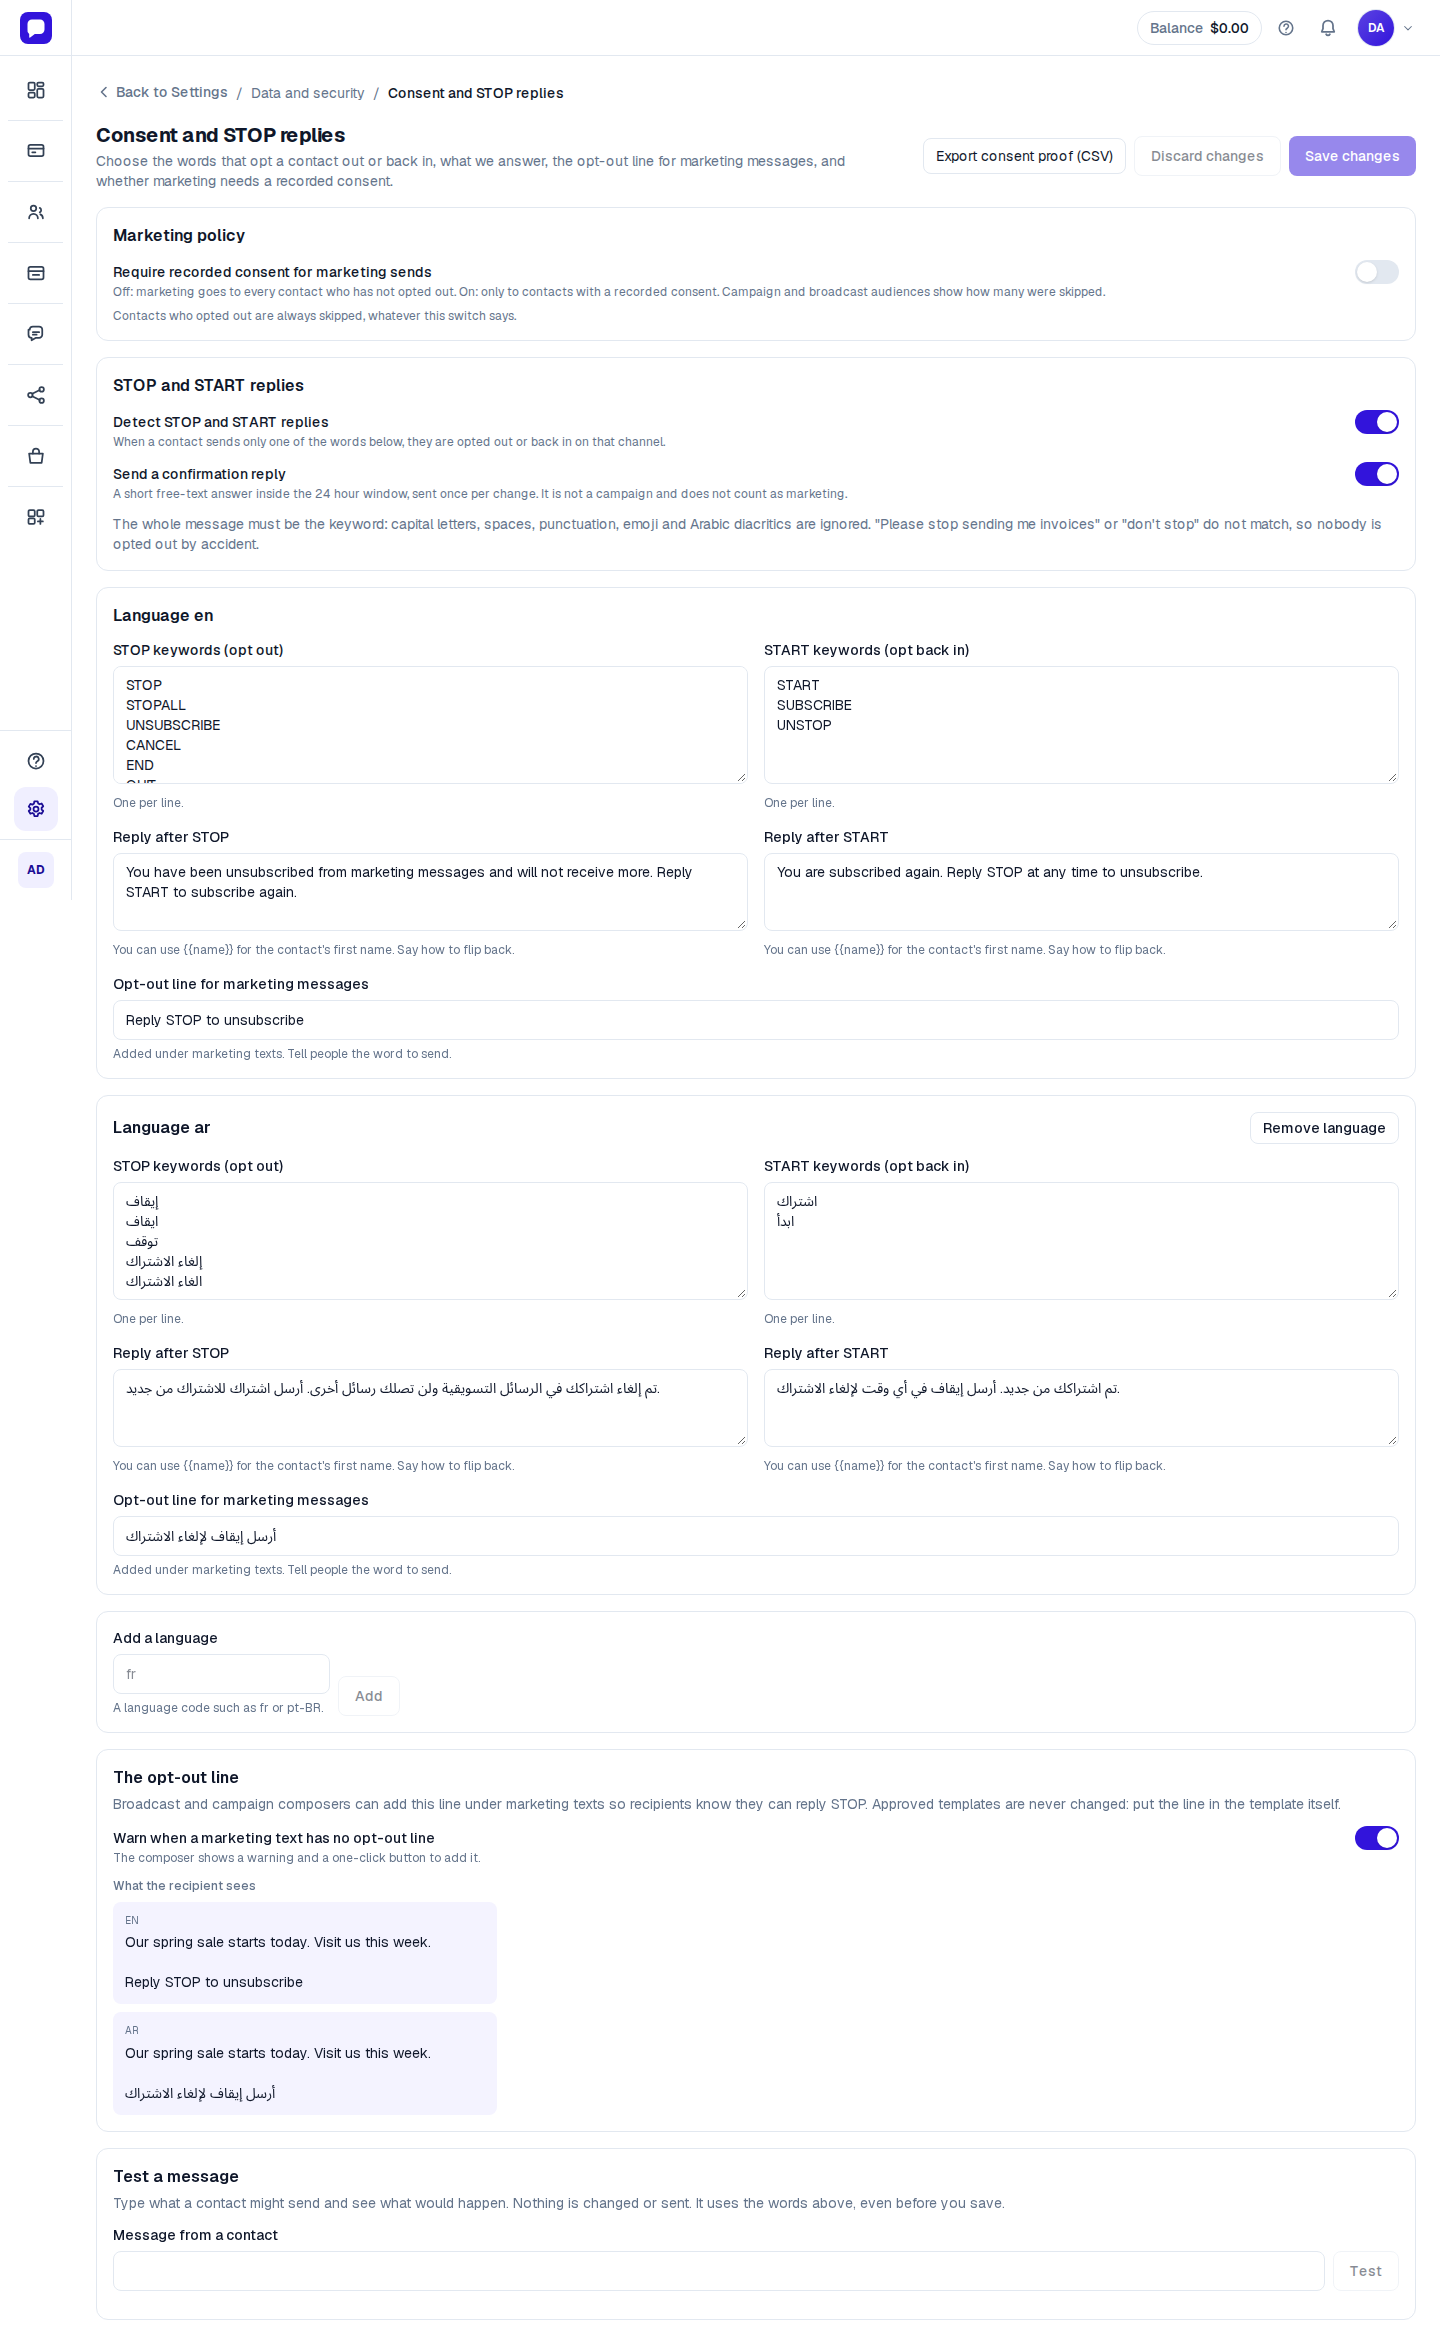 Balance $0.00
DA
Back to Settings / Data and security / Consent and STOP replies
Consent and STOP replies
Choose the words that opt a contact out or back in, what we answer, the opt-out line for marketing messages, and
whether marketing needs a recorded consent.
Export consent proof (CSV)
Discard changes
Save changes
Marketing policy
Require recorded consent for marketing sends
Off: marketing goes to every contact who has not opted out. On: only to contacts with a recorded consent. Campaign and broadcast audiences show how many were skipped.
Contacts who opted out are always skipped, whatever this switch says.
STOP and START replies
Detect STOP and START replies
When a contact sends only one of the words below, they are opted out or back in on that channel.
Send a confirmation reply
A short free-text answer inside the 24 hour window, sent once per change. It is not a campaign and does not count as marketing.
The whole message must be the keyword: capital letters, spaces, punctuation, emoji and Arabic diacritics are ignored. "Please stop sending me invoices" or "don't stop" do not match, so nobody is
opted out by accident.
Language en
STOP keywords (opt out)
STOP
STOPALL
UNSUBSCRIBE
CANCEL
END
START keywords (opt back in)
START
SUBSCRIBE
UNSTOP
One per line.
One per line.
Reply after STOP
You have been unsubscribed from marketing messages and will not receive more. Reply
START to subscribe again.
Reply after START
You are subscribed again. Reply STOP at any time to unsubscribe.
You can use {{name}} for the contact's first name. Say how to flip back.
You can use {{name}} for the contact's first name. Say how to flip back.
Opt-out line for marketing messages
Reply STOP to unsubscribe
Added under marketing texts. Tell people the word to send.
AD
Language ar
Remove language
STOP keywords (opt out)
إيقاف
ايقاف
توقف
إلغاء الاشتراك
الغاء الاشتراك
START keywords (opt back in)
اشتراك
ابدأ
One per line.
One per line.
Reply after STOP
تم إلغاء اشتراكك في الرسائل التسويقية ولن تصلك رسائل أخرى. أرسل اشتراك للاشتراك من جديد.
Reply after START
تم اشتراكك من جديد. أرسل إيقاف في أي وقت لإلغاء الاشتراك.
You can use {{name}} for the contact's first name. Say how to flip back.
You can use {{name}} for the contact's first name. Say how to flip back.
Opt-out line for marketing messages
أرسل إيقاف لإلغاء الاشتراك
Added under marketing texts. Tell people the word to send.
Add a language
fr
Add
A language code such as fr or pt-BR.
The opt-out line
Broadcast and campaign composers can add this line under marketing texts so recipients know they can reply STOP. Approved templates are never changed: put the line in the template itself.
Warn when a marketing text has no opt-out line
The composer shows a warning and a one-click button to add it.
What the recipient sees
EN
Our spring sale starts today. Visit us this week.
Reply STOP to unsubscribe
AR
Our spring sale starts today. Visit us this week.
أرسل إيقاف لإلغاء الاشتراك
Test a message
Type what a contact might send and see what would happen. Nothing is changed or sent. It uses the words above, even before you save.
Message from a contact
Test